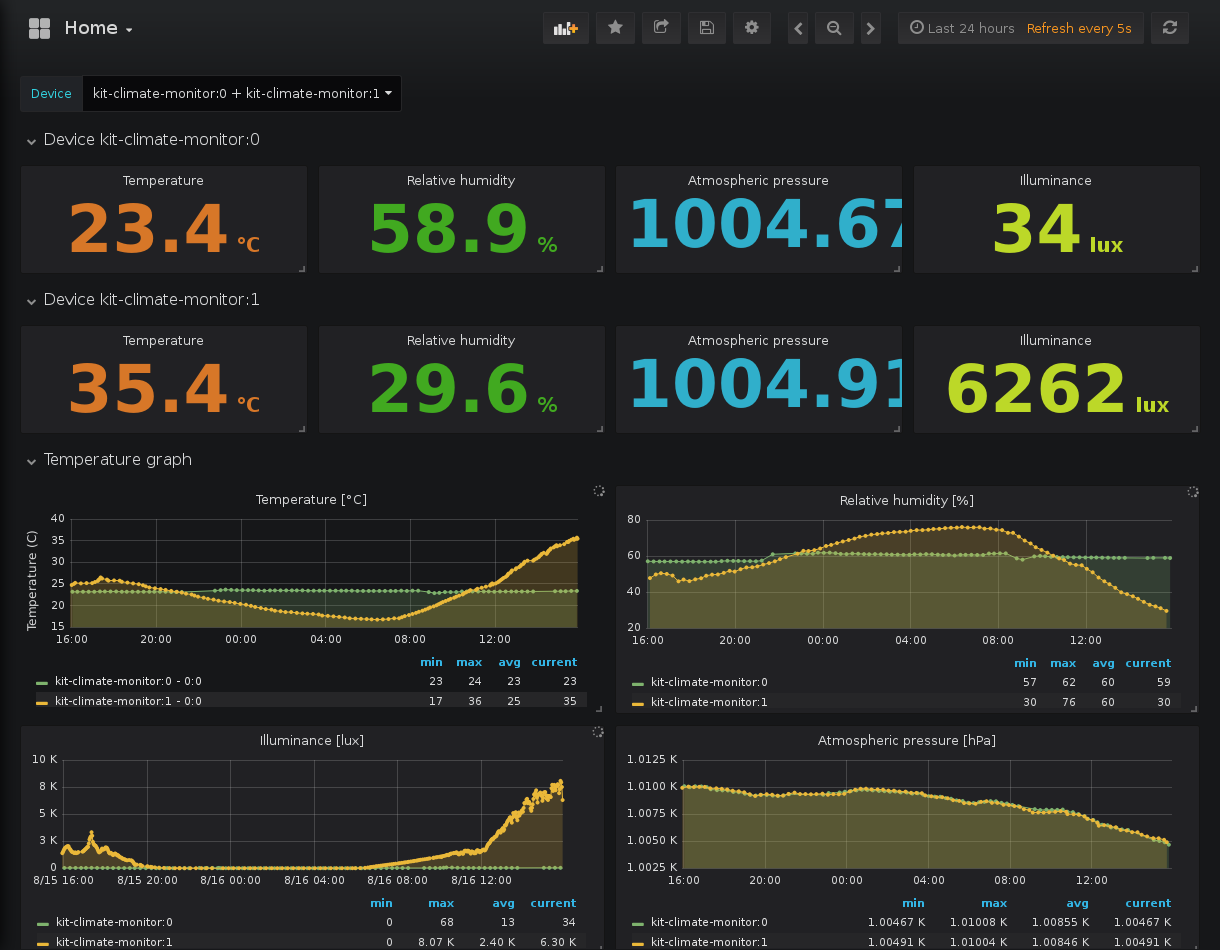 Home
Last 24 hours Refresh every 5s
Device kit-climate-monitor:0 + kit-climate-monitor:1
Device kit-climate-monitor:0
Temperature Relative humidity Atmospheric pressure Illuminance
23.4 °C 58.9 % 1004.67 34 lux
Device kit-climate-monitor:1
Temperature Relative humidity Atmospheric pressure Illuminance
35.4 °C 29.6 % 1004.91 6262 lux
Temperature graph
Temperature [°C]
Temperature (C)
40
35
30
25
20
15
16:00 20:00 00:00 04:00 08:00 12:00
min max avg current
kit-climate-monitor:0 - 0:0 23 24 23 23
kit-climate-monitor:1 - 0:0 17 36 25 35
Relative humidity [%]
80
60
40
20
16:00 20:00 00:00 04:00 08:00 12:00
min max avg current
kit-climate-monitor:0 57 62 60 59
kit-climate-monitor:1 30 76 60 30
Illuminance [lux]
10 K
8 K
5 K
3 K
0
8/15 16:00 8/15 20:00 8/16 00:00 8/16 04:00 8/16 08:00 8/16 12:00
min max avg current
kit-climate-monitor:0 0 68 13 34
kit-climate-monitor:1 0 8.07 K 2.40 K 6.30 K
Atmospheric pressure [hPa]
1.0125 K
1.0100 K
1.0075 K
1.0050 K
1.0025 K
16:00 20:00 00:00 04:00 08:00 12:00
min max avg current
kit-climate-monitor:0 1.00467 K 1.01008 K 1.00855 K 1.00467 K
kit-climate-monitor:1 1.00491 K 1.01004 K 1.00846 K 1.00491 K